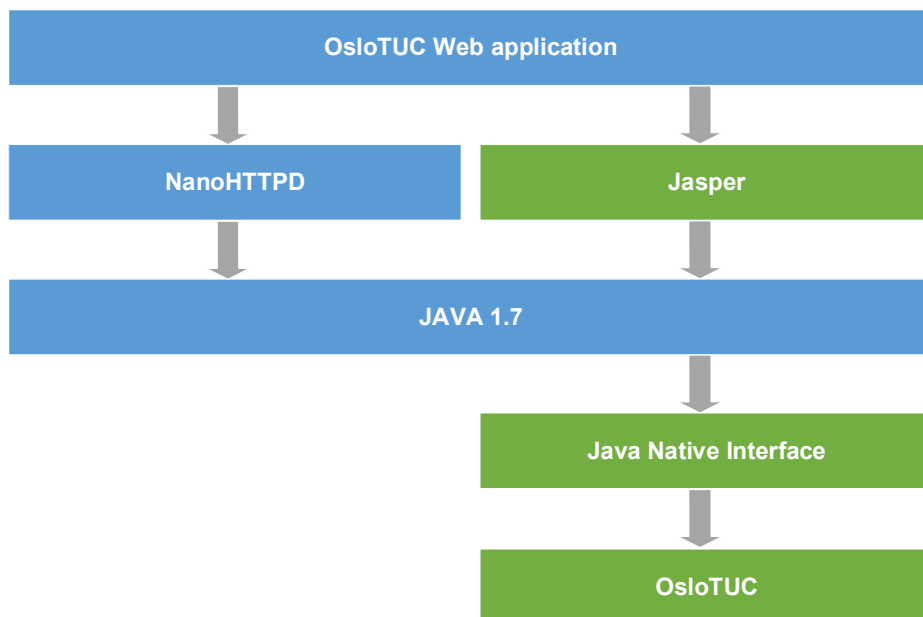 OsloTUC Web application
NanoHTTPD
Jasper
JAVA 1.7
Java Native Interface
OsloTUC